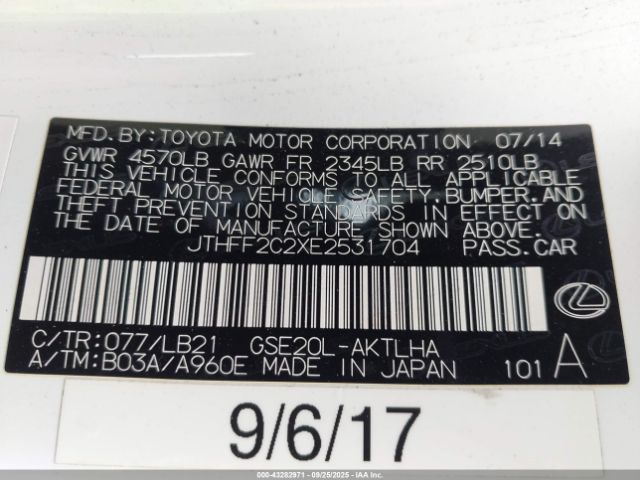 MFD.BY:TOYOTA MOTOR CORPORATION 07/14
GVWR 4570LB GAWR FR 2345LB RR 2510LB
THIS VEHICLE CONFORMS TO ALL APPLICABLE
FEDERAL MOTOR VEHICLE SAFETY,BUMPER,AND
THEFT PREVENTION STANDARDS IN EFFECT ON
THE DATE OF MANUFACTURE SHOWN ABOVE.
JTHFF2C2XE2531704 PASS.CAR
C/TR:077/LB21 GSE20L-AKTLHA
A/TM:B03A/A960E MADE IN JAPAN 101 A
9/6/17
000-43282971 - 09/25/2025 - IAAI.COM